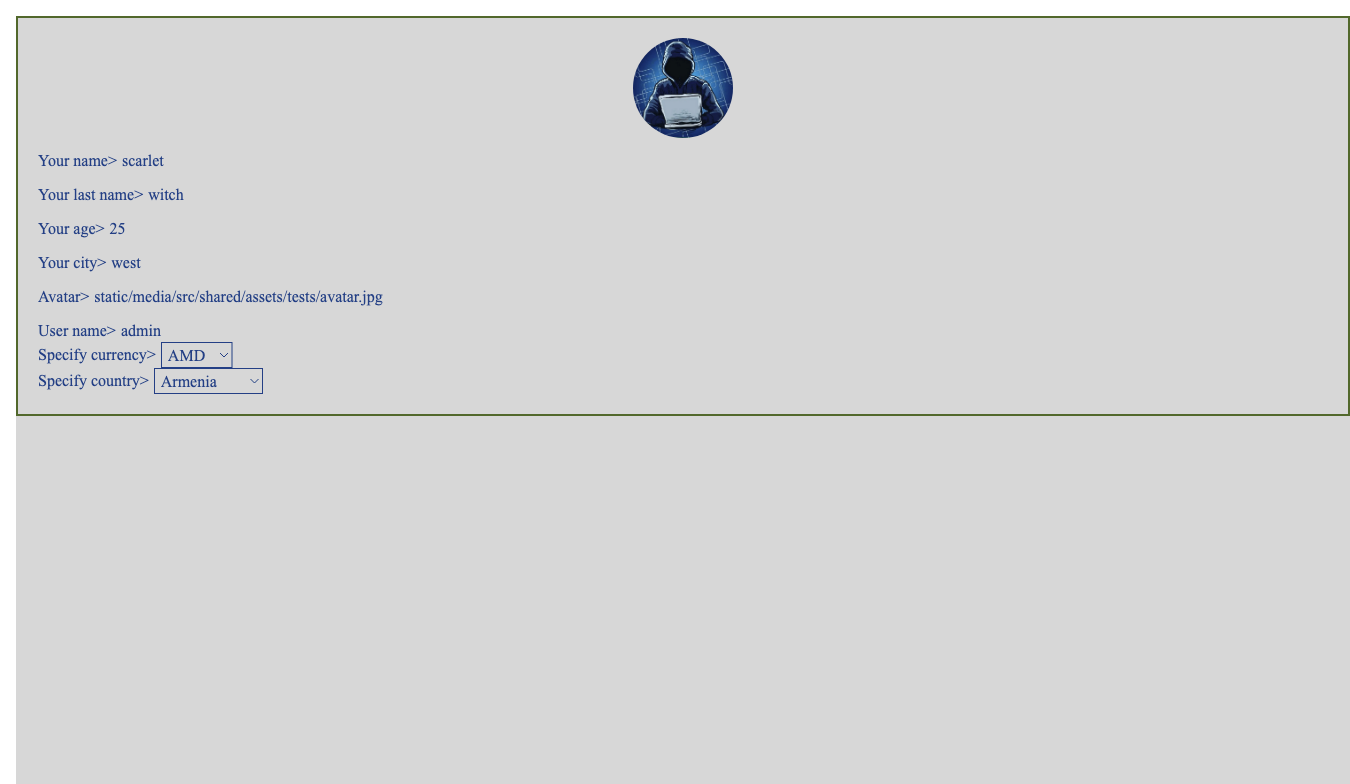 Your name> scarlet
Your last name> witch
Your age> 25
Your city> west
Avatar> static/media/src/shared/assets/tests/avatar.jpg
User name> admin
Specify currency> AMD
Specify country> Armenia